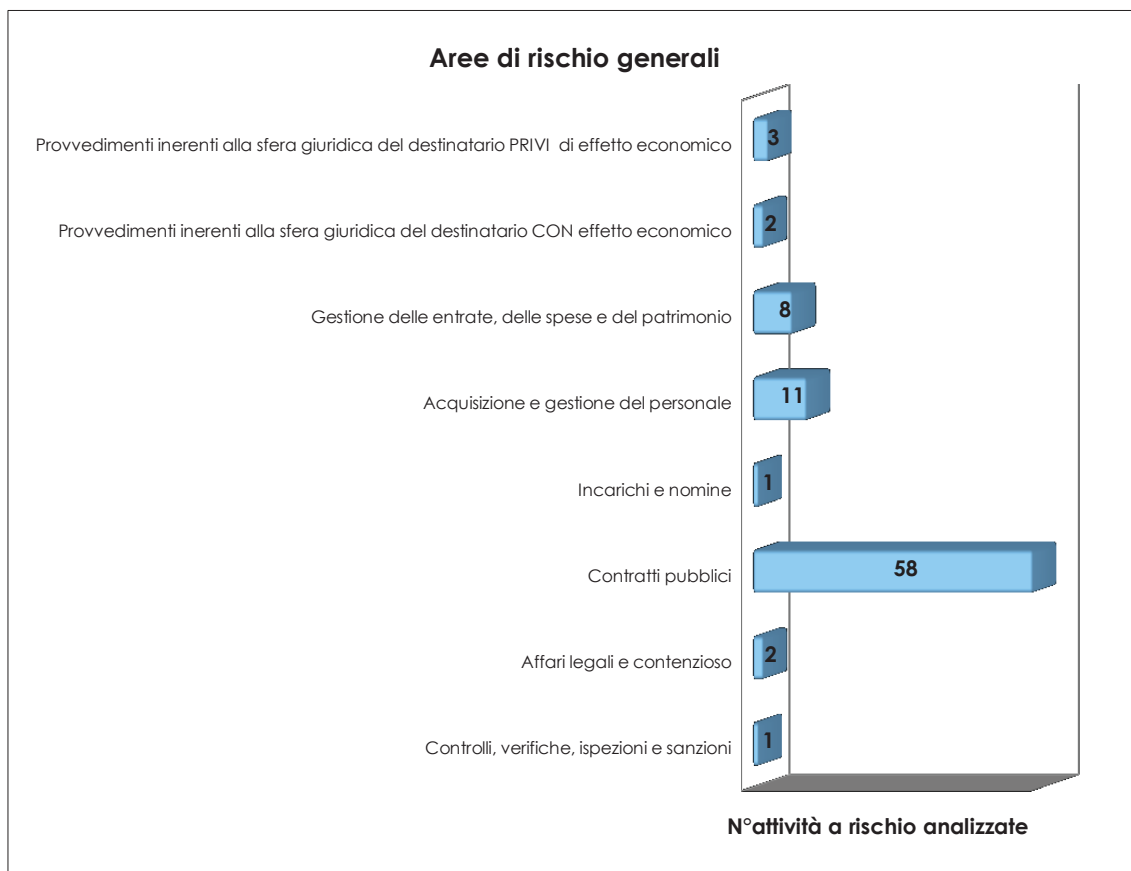 Aree di rischio generali
Provvedimenti inerenti alla sfera giuridica del destinatario PRIVI  di effetto economico
3
Provvedimenti inerenti alla sfera giuridica del destinatario CON effetto economico
2
Gestione delle entrate, delle spese e del patrimonio
8
Acquisizione e gestione del personale
11
Incarichi e nomine
1
Contratti pubblici
58
Affari legali e contenzioso
2
Controlli, verifiche, ispezioni e sanzioni
1
N°attività a rischio analizzate